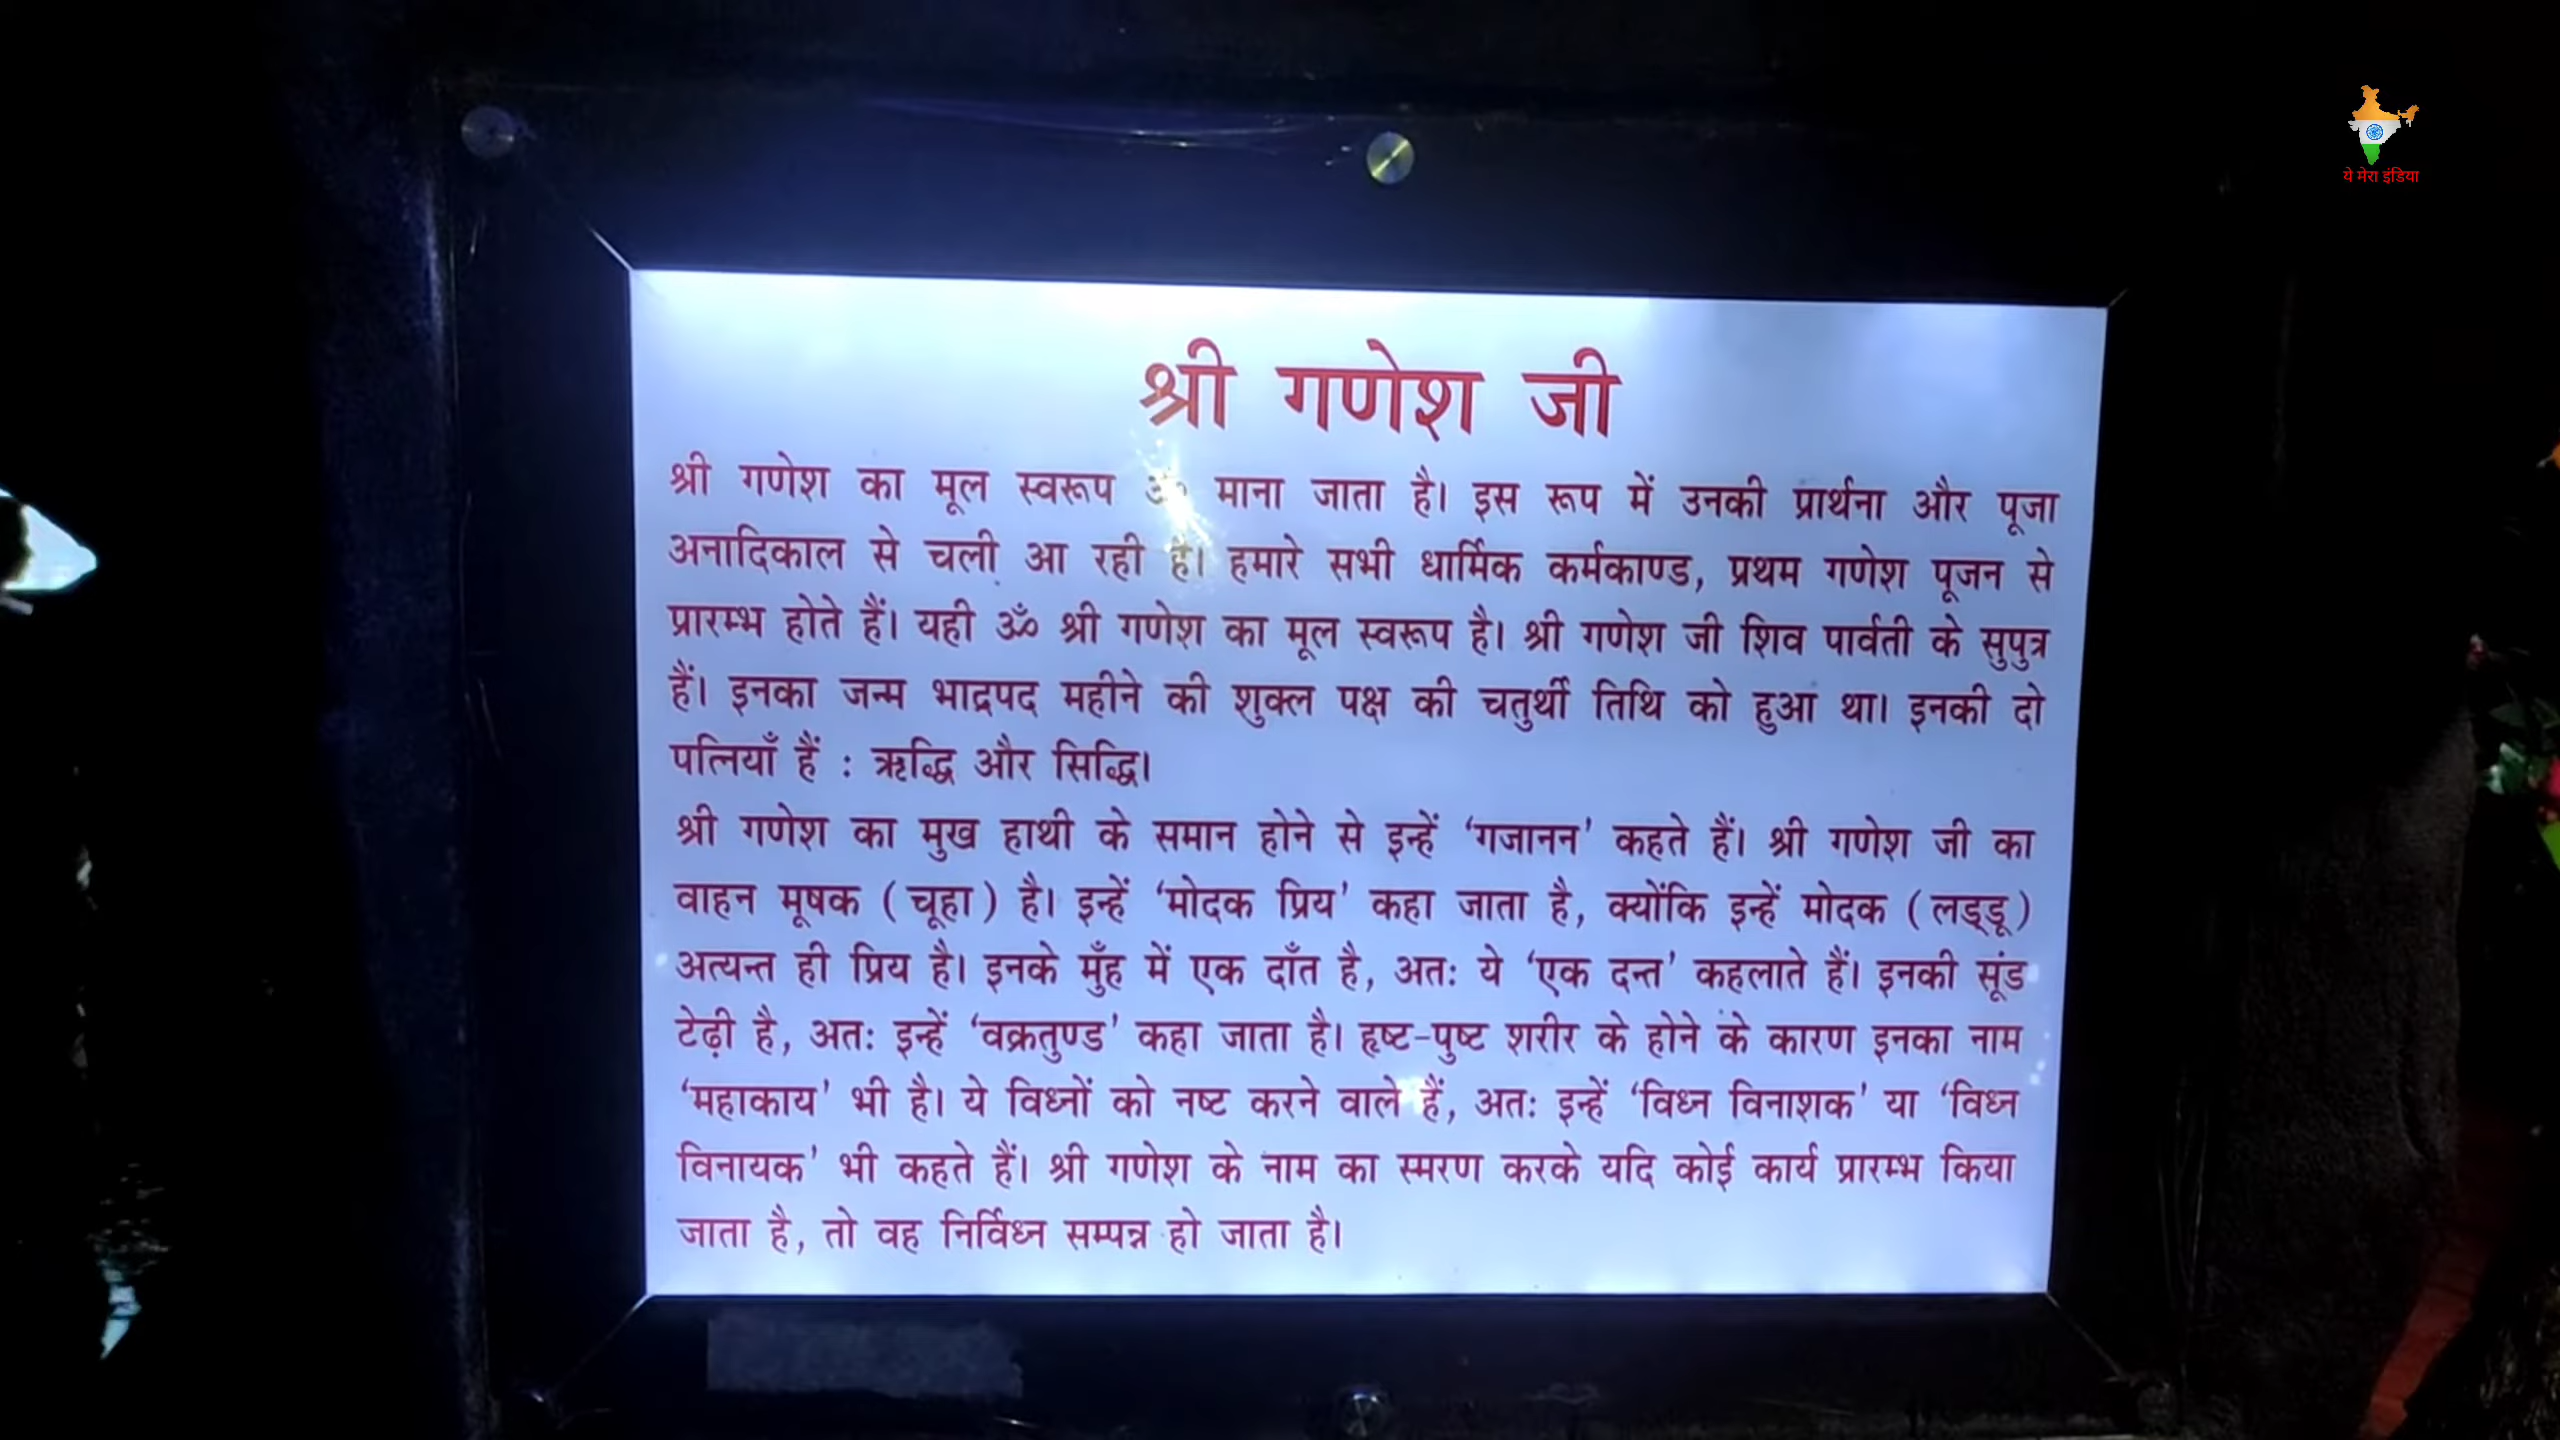 ये मेरा इंडिया
श्री गणेश जी
श्री गणेश का मूल स्वरूप ॐ माना जाता है। इस रूप में उनकी प्रार्थना और पूजा
अनादिकाल से चली आ रही है। हमारे सभी धार्मिक कर्मकाण्ड, प्रथम गणेश पूजन से
प्रारम्भ होते हैं। यही ॐ श्री गणेश का मूल स्वरूप है। श्री गणेश जी शिव पार्वती के सुपुत्र
हैं। इनका जन्म भाद्रपद महीने की शुक्ल पक्ष की चतुर्थी तिथि को हुआ था। इनकी दो
पत्नियाँ हैं : ऋद्धि और सिद्धि।
श्री गणेश का मुख हाथी के समान होने से इन्हें ‘गजानन’ कहते हैं। श्री गणेश जी का
वाहन मूषक (चूहा) है। इन्हें ‘मोदक प्रिय’ कहा जाता है, क्योंकि इन्हें मोदक (लड्डू)
अत्यन्त ही प्रिय है। इनके मुँह में एक दाँत है, अतः ये ‘एक दन्त’ कहलाते हैं। इनकी सूंड
टेढ़ी है, अतः इन्हें ‘वक्रतुण्ड’ कहा जाता है। हृष्ट-पुष्ट शरीर के होने के कारण इनका नाम
‘महाकाय’ भी है। ये विध्नों को नष्ट करने वाले हैं, अतः इन्हें ‘विध्न विनाशक’ या ‘विध्न
विनायक’ भी कहते हैं। श्री गणेश के नाम का स्मरण करके यदि कोई कार्य प्रारम्भ किया
जाता है, तो वह निर्विध्न सम्पन्न हो जाता है।